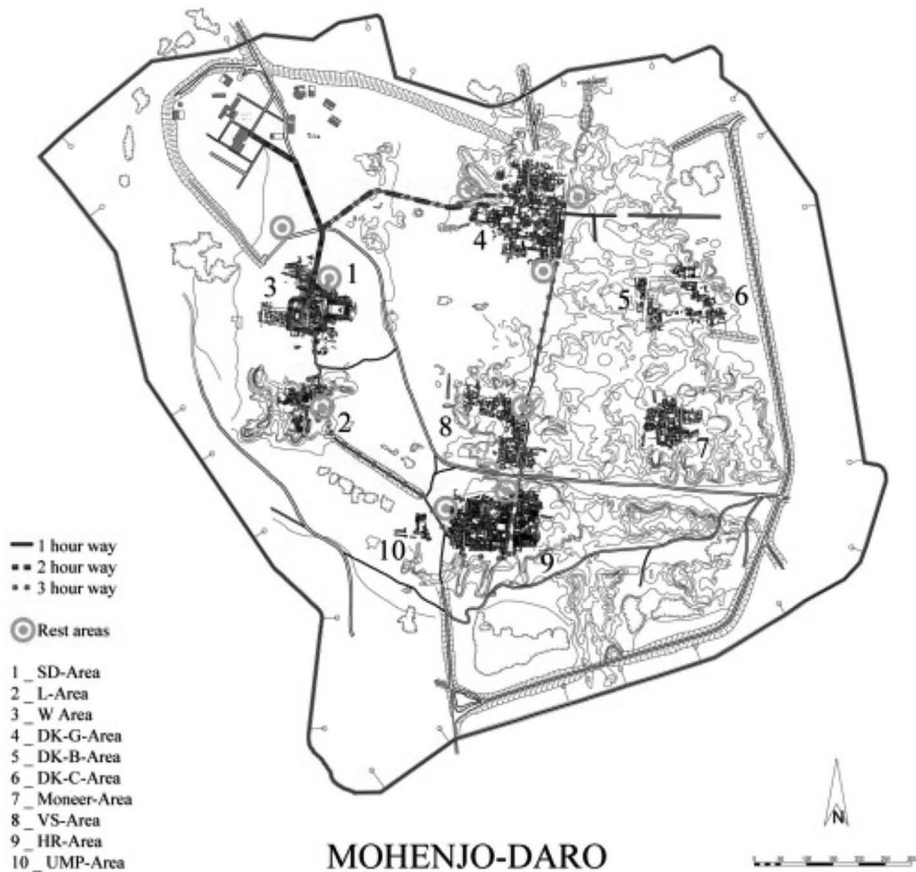 1
3
4
5
6
2
8
7
10
9
1 hour way
2 hour way
3 hour way
Rest areas
1 _ SD-Area
2 _ L-Area
3 _ W Area
4 _ DK-G-Area
5 _ DK-B-Area
6 _ DK-C-Area
7 _ Moneer-Area
8 _ VS-Area
9 _ HR-Area
10 _ UMP-Area
N
MOHENJO-DARO